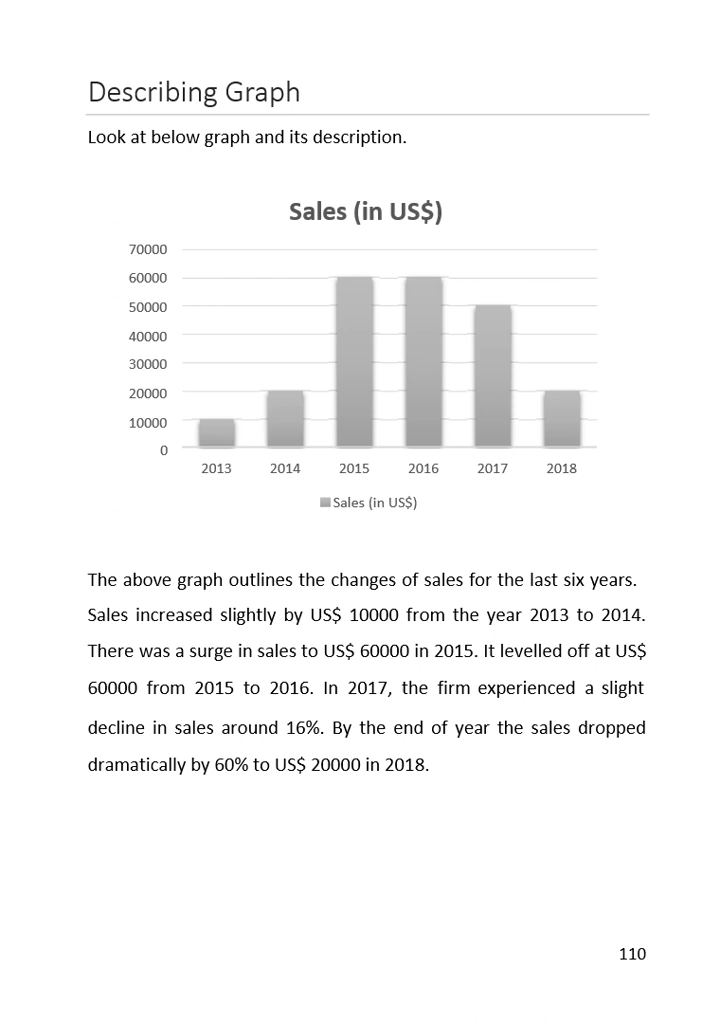 Describing Graph
Look at below graph and its description.
Sales (in US$)
70000
60000
50000
40000
30000
20000
10000
0
2013 2014 2015 2016 2017 2018
Sales (in US$)
The above graph outlines the changes of sales for the last six years.
Sales increased slightly by US$ 10000 from the year 2013 to 2014.
There was a surge in sales to US$ 60000 in 2015. It levelled off at US$
60000 from 2015 to 2016. In 2017, the firm experienced a slight
decline in sales around 16%. By the end of year the sales dropped
dramatically by 60% to US$ 20000 in 2018.
110